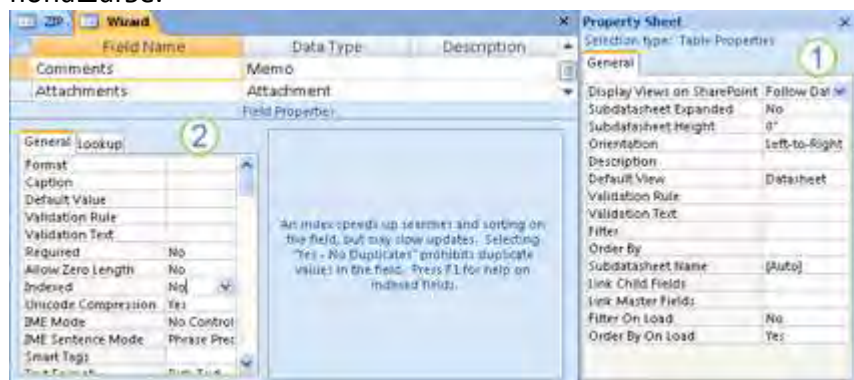 ZIP Wizard
Field Name Data Type Description
Comments Memo
Attachments Attachment
Field Properties
General Lookup 2
Format
Caption
Default Value
Validation Rule
Validation Text
Required No
Allow Zero Length No
Indexed No
Unicode Compression Yes
IME Mode No Control
IME Sentence Mode Phrase Pred
Smart Tags
Text Format
An index speeds up searches and sorting on
the field, but may slow updates. Selecting
"Yes - No Duplicates" prohibits duplicate
values in the field. Press F1 for help on
indexed fields.
Property Sheet
Selection type: Table Properties
General 1
Display Views on SharePoint Follow Dat
Subdatasheet Expanded No
Subdatasheet Height 0"
Orientation Left-to-Right
Description
Default View Datasheet
Validation Rule
Validation Text
Filter
Order By
Subdatasheet Name [Auto]
Link Child Fields
Link Master Fields
Filter On Load No
Order By On Load Yes